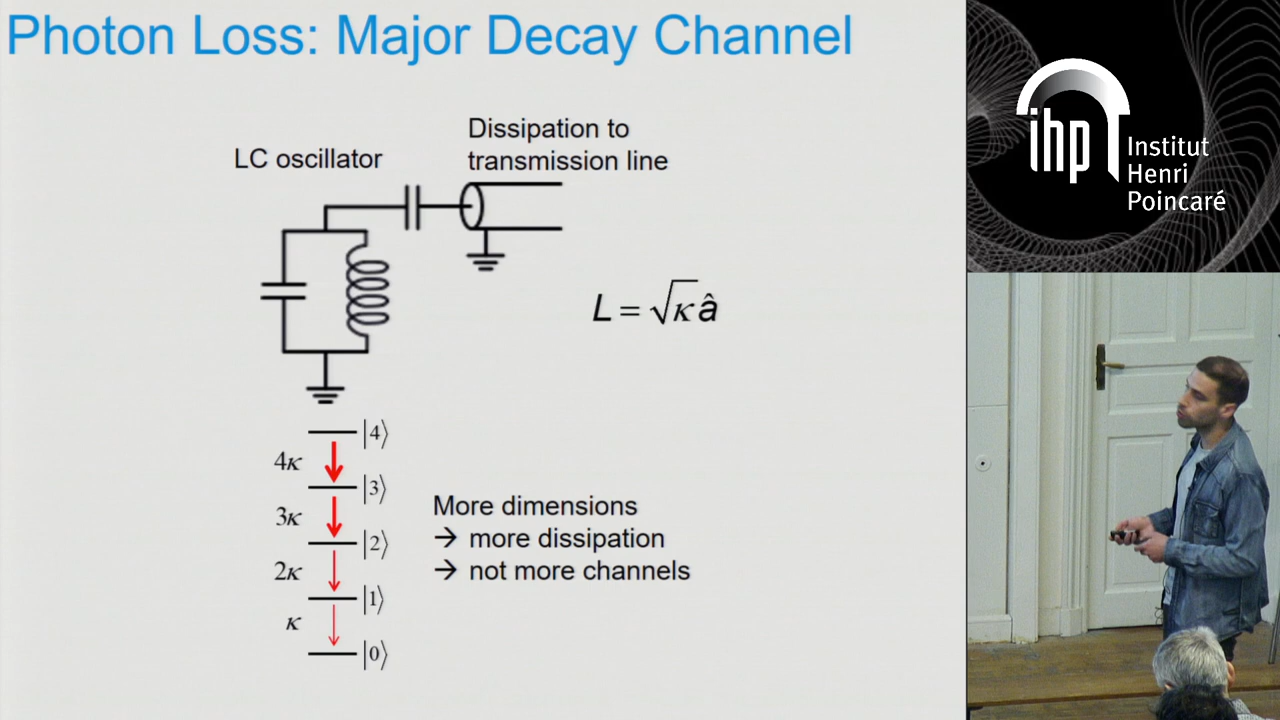 Photon Loss: Major Decay Channel
LC oscillator
Dissipation to
transmission line
L = √κ â
|4⟩
4κ
|3⟩
3κ
|2⟩
2κ
|1⟩
κ
|0⟩
More dimensions
→ more dissipation
→ not more channels
ihp
Institut
Henri
Poincaré